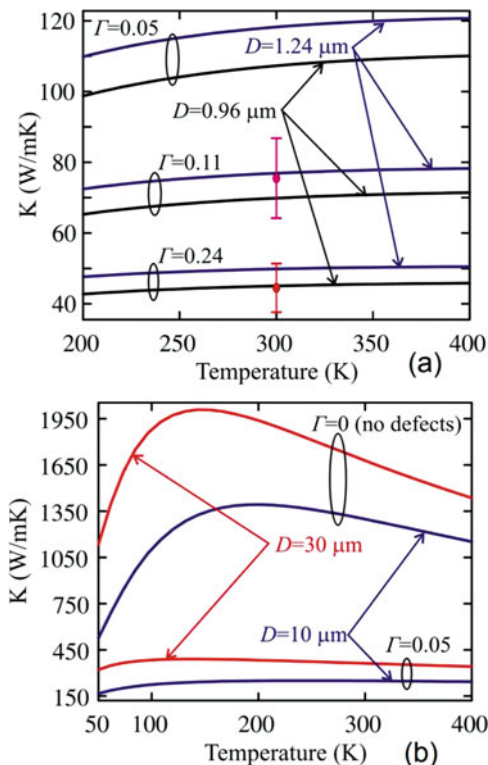 120
100
80
60
40
K (W/mK)
Γ=0.05
D=1.24 μm
D=0.96 μm
Γ=0.11
Γ=0.24
200 250 300 350 400
Temperature (K)
(a)
1950
1650
1350
1050
750
450
150
K (W/mK)
Γ=0 (no defects)
D=30 μm
D=10 μm
Γ=0.05
50 100 200 300 400
Temperature (K)
(b)